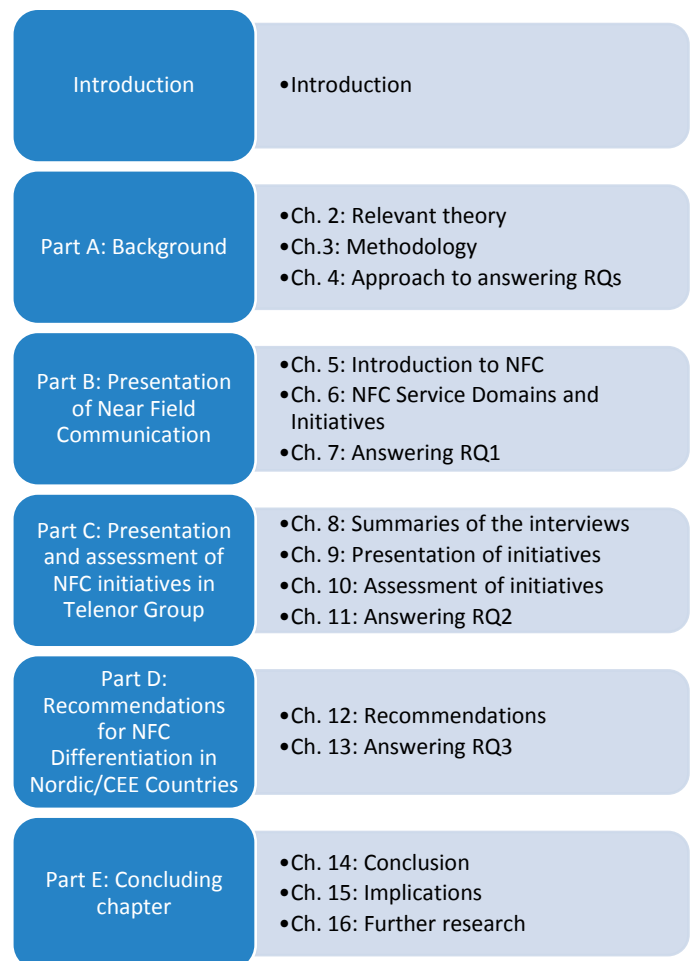 Introduction
•Introduction
Part A: Background
•Ch. 2: Relevant theory
•Ch.3: Methodology
•Ch. 4: Approach to answering RQs
Part B: Presentation
of Near Field
Communication
•Ch. 5: Introduction to NFC
•Ch. 6: NFC Service Domains and
Initiatives
•Ch. 7: Answering RQ1
Part C: Presentation
and assessment of
NFC initiatives in
Telenor Group
•Ch. 8: Summaries of the interviews
•Ch. 9: Presentation of initiatives
•Ch. 10: Assessment of initiatives
•Ch. 11: Answering RQ2
Part D:
Recommendations
for NFC
Differentiation in
Nordic/CEE Countries
•Ch. 12: Recommendations
•Ch. 13: Answering RQ3
Part E: Concluding
chapter
•Ch. 14: Conclusion
•Ch. 15: Implications
•Ch. 16: Further research